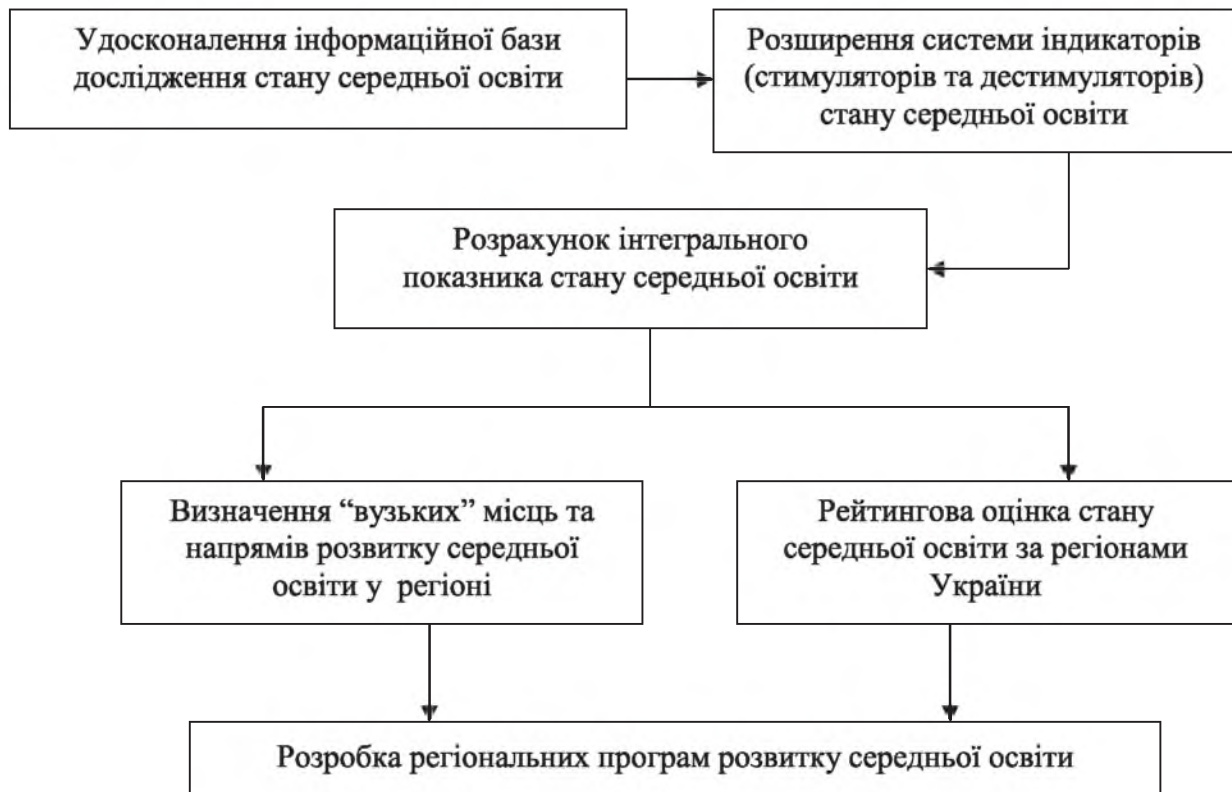 Удосконалення інформаційної бази
дослідження стану середньої освіти
Розширення системи індикаторів
(стимуляторів та дестимуляторів)
стану середньої освіти
Розрахунок інтегрального
показника стану середньої освіти
Визначення “вузьких” місць та
напрямів розвитку середньої
освіти у регіоні
Рейтингова оцінка стану
середньої освіти за регіонами
України
Розробка регіональних програм розвитку середньої освіти